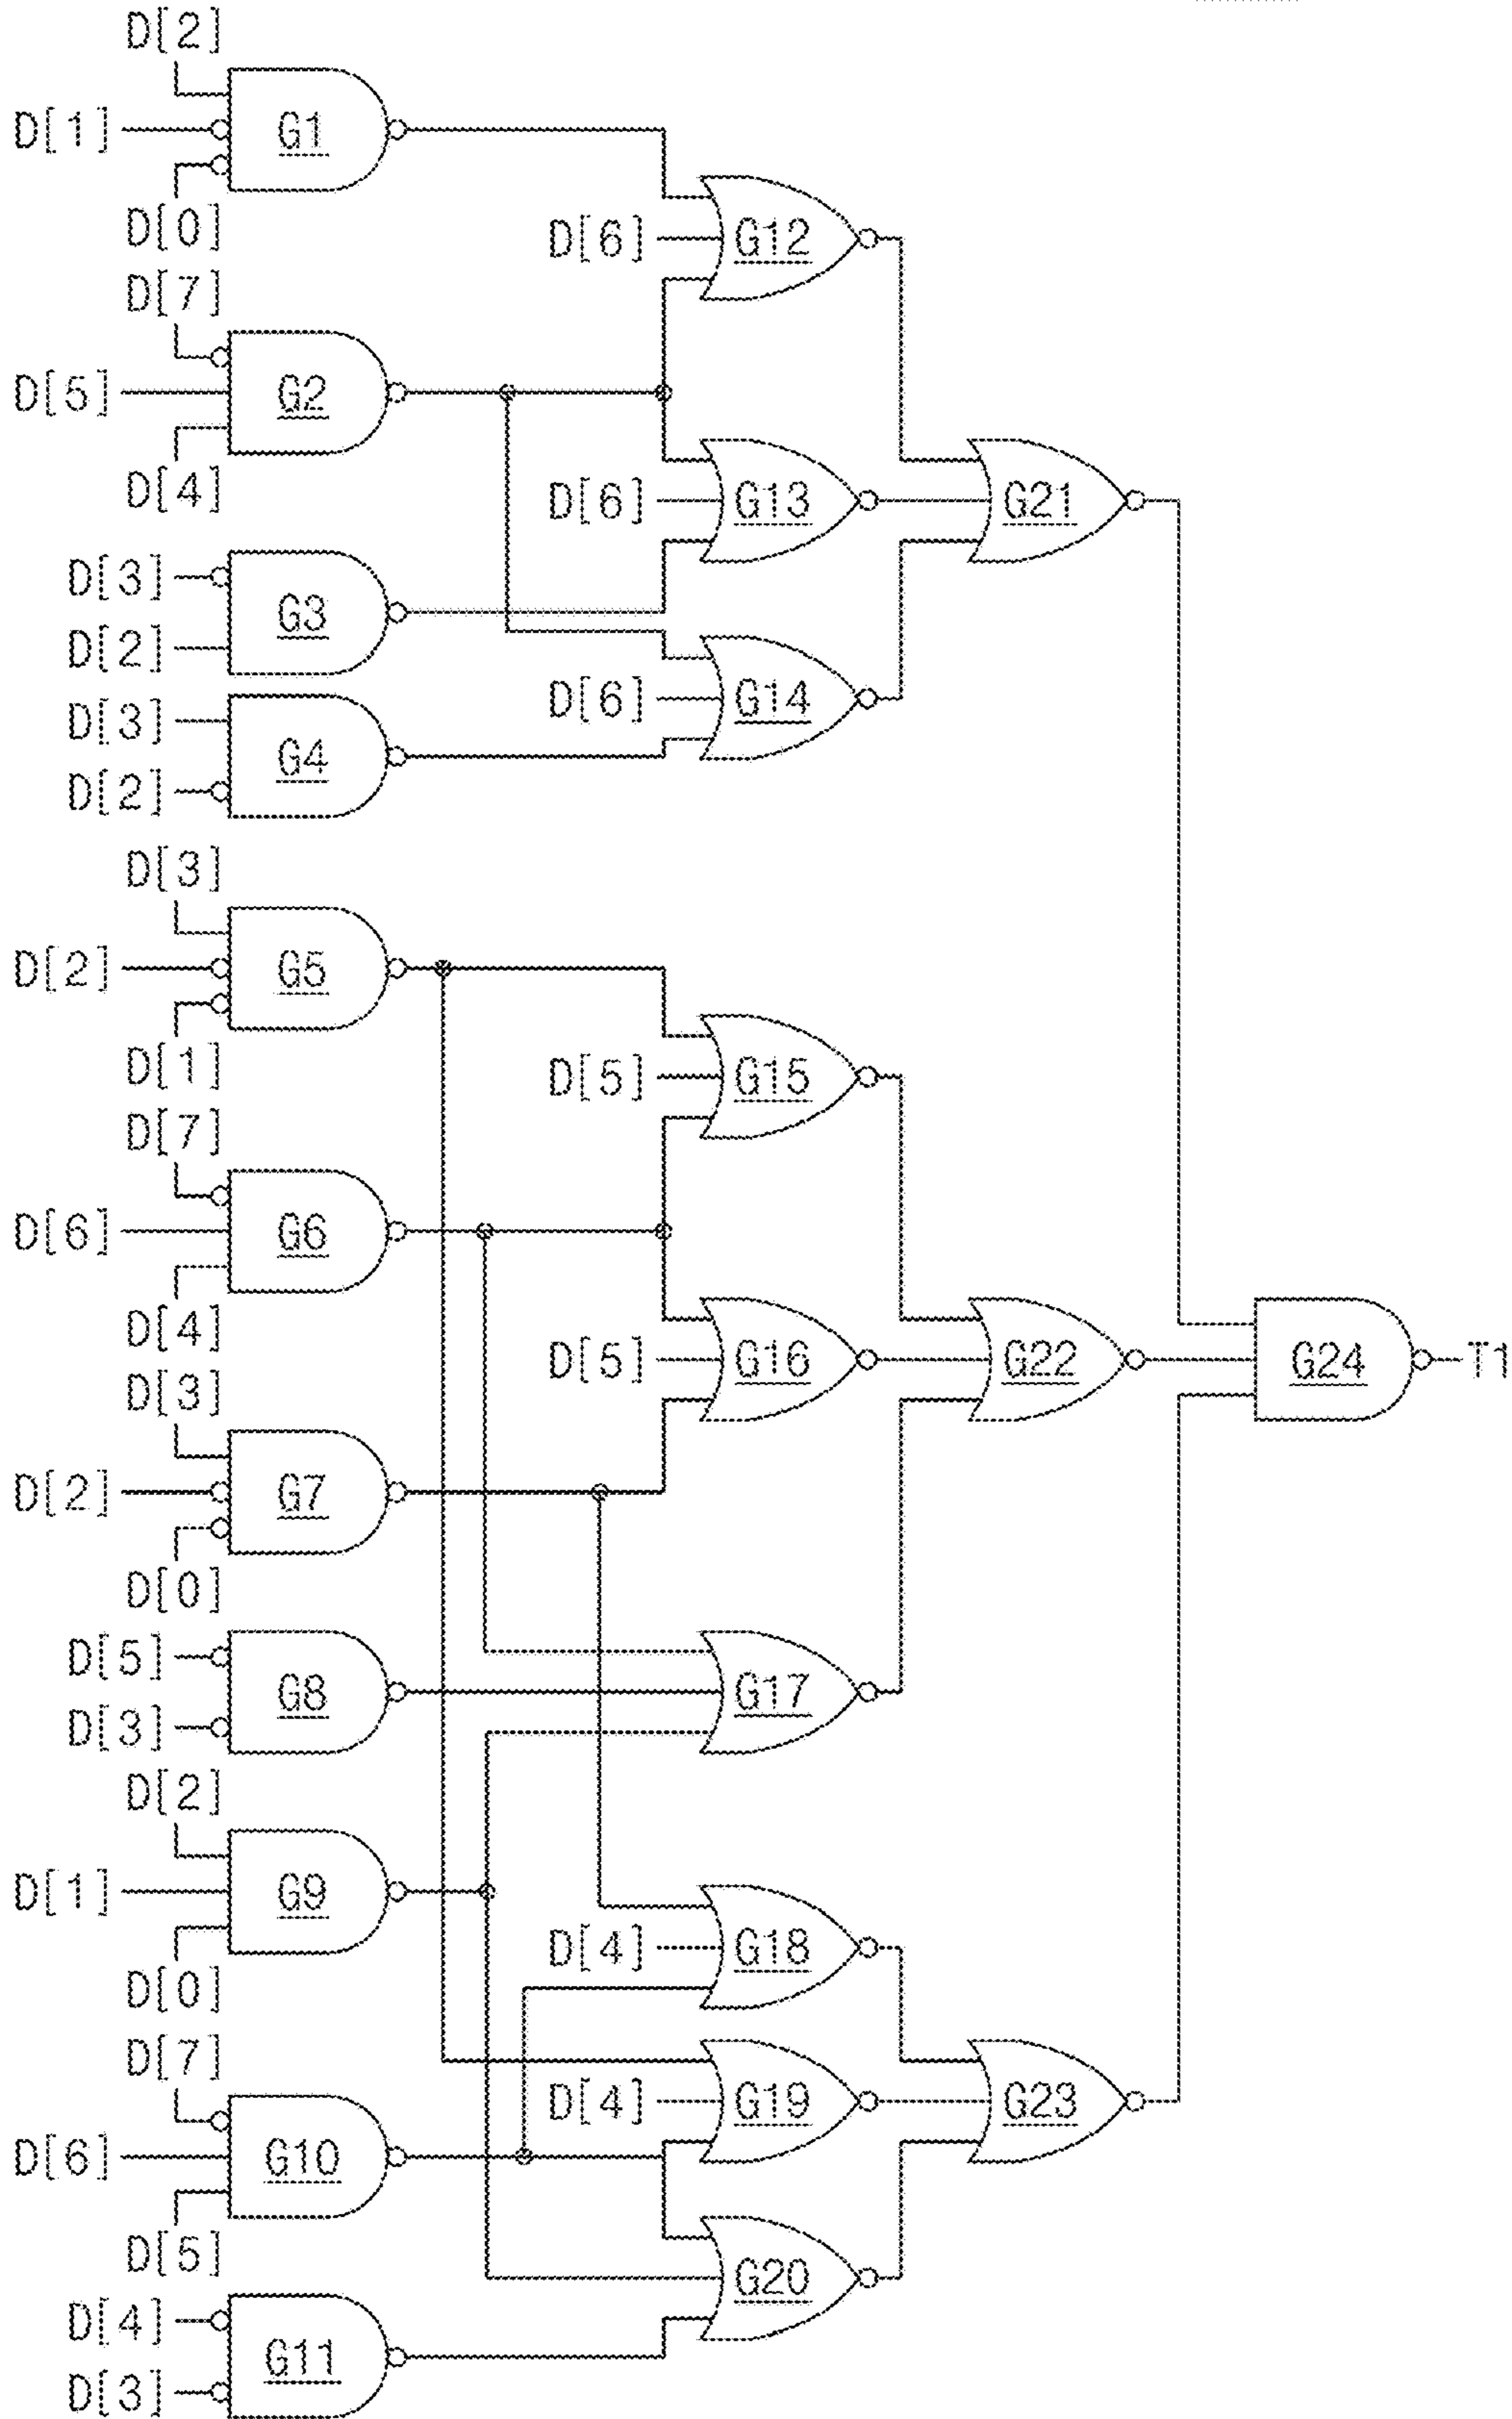 D[2]
D[1]
G1
D[0]
D[6]
G12
D[7]
D[5]
G2
D[4]
D[6]
G13
G21
D[3]
G3
D[2]
D[6]
G14
D[3]
G4
D[2]
D[3]
D[2]
G5
D[1]
D[5]
G15
D[7]
D[6]
G6
D[4]
D[5]
G16
G22
G24
T1
D[3]
D[2]
G7
D[0]
D[5]
G8
D[3]
G17
D[2]
D[1]
G9
D[0]
D[4]
G18
D[7]
D[6]
G10
D[5]
D[4]
G19
G23
G20
D[4]
G11
D[3]